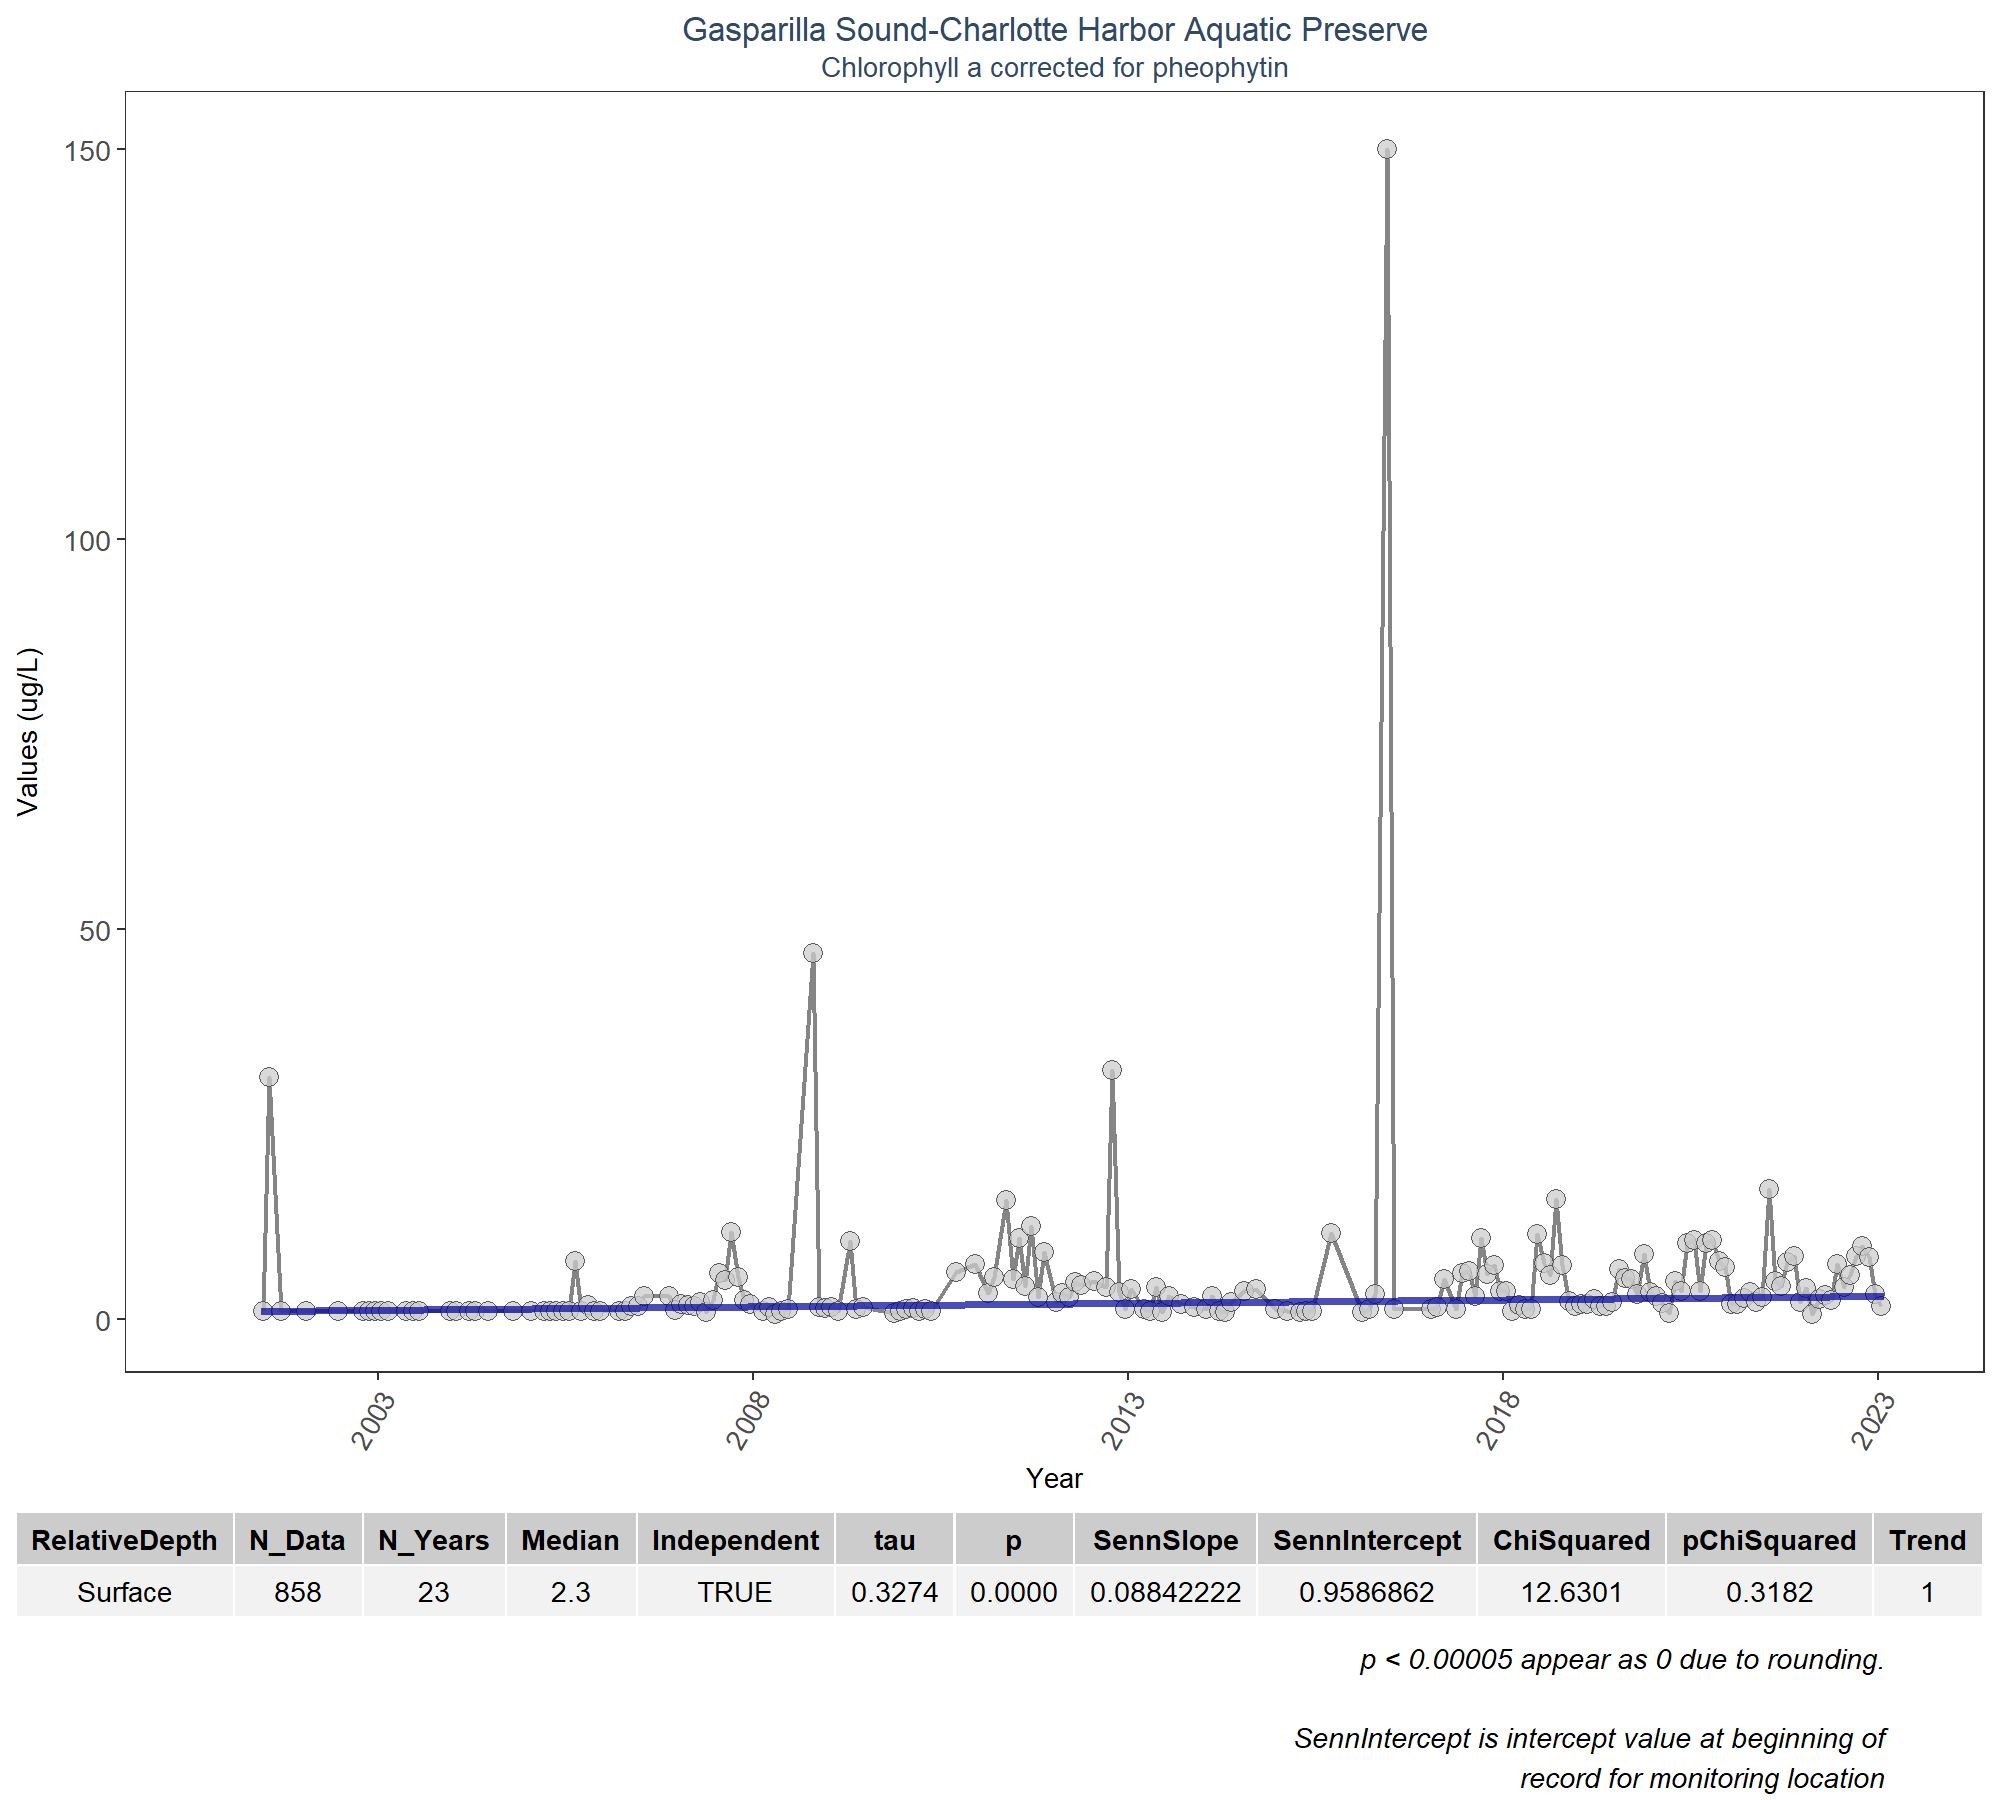 Gasparilla Sound-Charlotte Harbor Aquatic Preserve
Chlorophyll a corrected for pheophytin
150
100
50
0
Values (ug/L)
2003
2008
2013
2018
2023
Year
RelativeDepth N_Data N_Years Median Independent tau p SennSlope SennIntercept ChiSquared pChiSquared Trend
Surface 858 23 2.3 TRUE 0.3274 0.0000 0.08842222 0.9586862 12.6301 0.3182 1
p < 0.00005 appear as 0 due to rounding.
SennIntercept is intercept value at beginning of
record for monitoring location